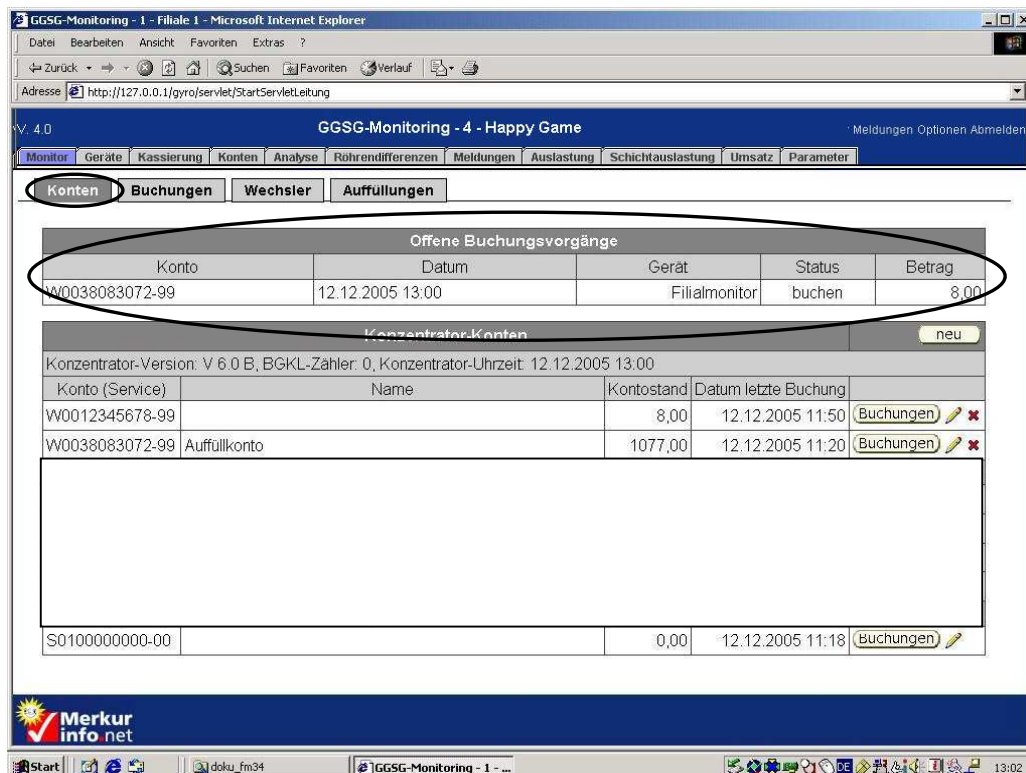 GGSG-Monitoring - 1 - Filiale 1 - Microsoft Internet Explorer
Datei Bearbeiten Ansicht Favoriten Extras ?
Zurück Suchen Favoriten Verlauf
Adresse http://127.0.0.1/gyro/servlet/StartServletLeitung
V. 4.0 GGSG-Monitoring - 4 - Happy Game Meldungen Optionen Abmelden
Monitor Geräte Kassierung Konten Analyse Röhrendifferenzen Meldungen Auslastung Schichtauslastung Umsatz Parameter
Konten Buchungen Wechsler Auffüllungen
Offene Buchungsvorgänge
Konto Datum Gerät Status Betrag
W0038083072-99 12.12.2005 13:00 Filialmonitor buchen 8,00
Konzentrator-Konten neu
Konzentrator-Version: V 6.0 B, BGKL-Zähler: 0, Konzentrator-Uhrzeit: 12.12.2005 13:00
Konto (Service) Name Kontostand Datum letzte Buchung
W0012345678-99 8,00 12.12.2005 11:50 Buchungen
W0038083072-99 Auffüllkonto 1077,00 12.12.2005 11:20 Buchungen
S0100000000-00 0,00 12.12.2005 11:18 Buchungen
Merkur
info.net
Start doku_fm34 GGSG-Monitoring - 1 - ... DE 13:02